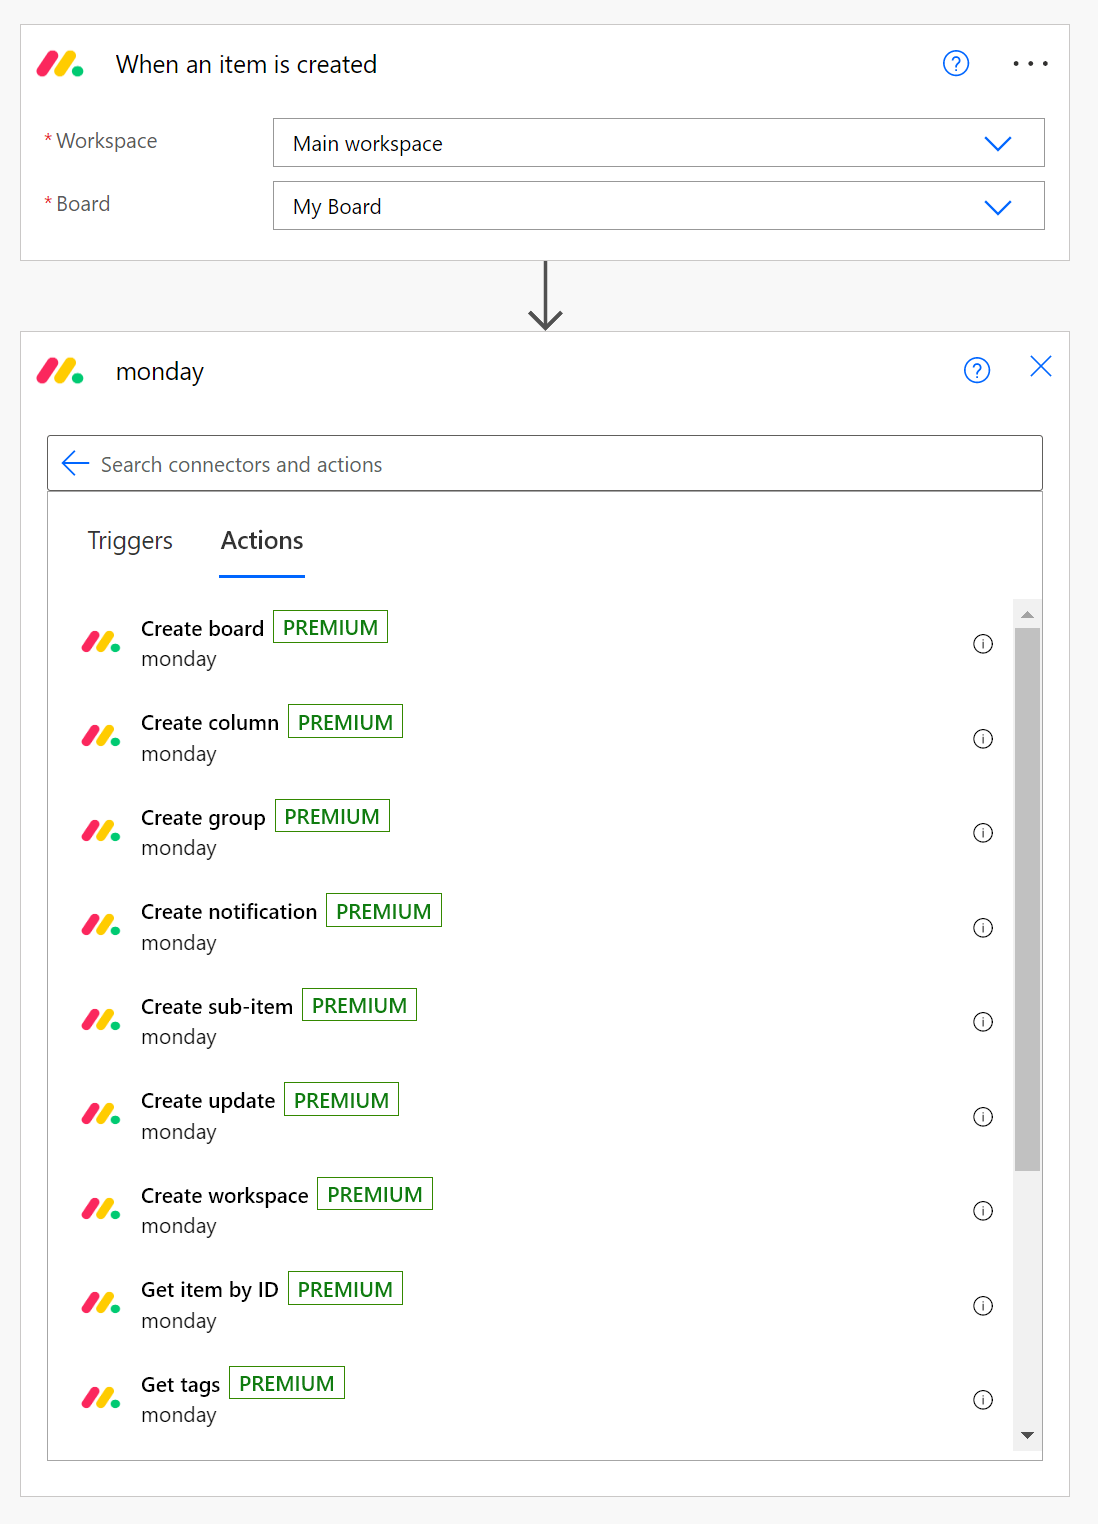 When an item is created
* Workspace
Main workspace
* Board
My Board
monday
Search connectors and actions
Triggers Actions
Create board PREMIUM
monday
Create column PREMIUM
monday
Create group PREMIUM
monday
Create notification PREMIUM
monday
Create sub-item PREMIUM
monday
Create update PREMIUM
monday
Create workspace PREMIUM
monday
Get item by ID PREMIUM
monday
Get tags PREMIUM
monday